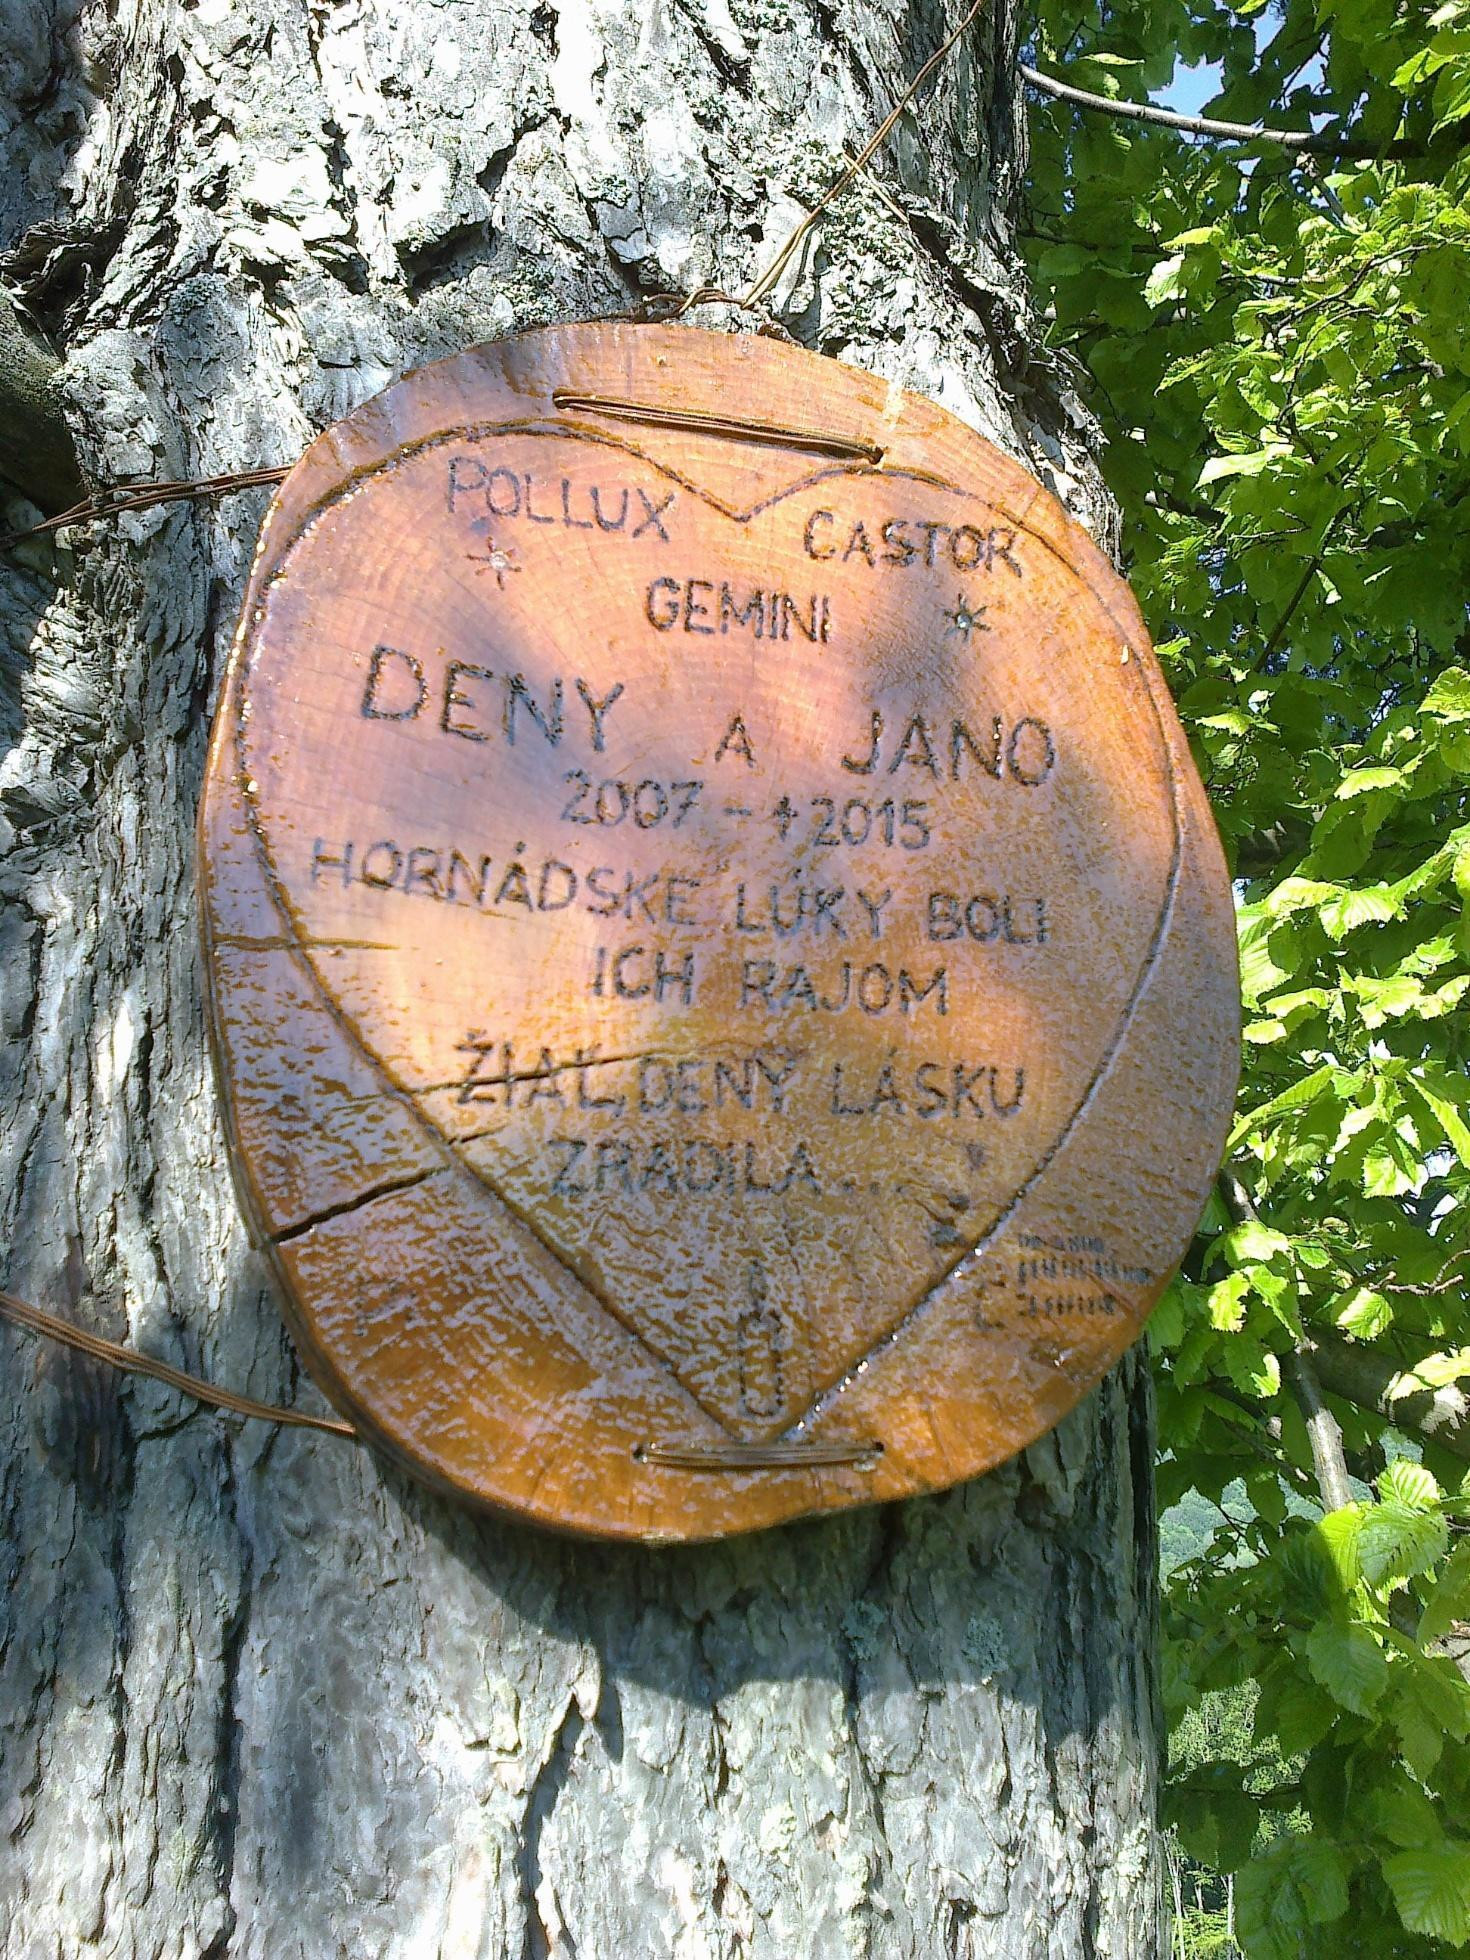 POLLUX CASTOR
GEMINI
DENY A JANO
2007 - † 2015
HORNÁDSKE LÚKY BOLI
ICH RAJOM
ŽIAĽ, DENY LÁSKU
ZRADILA...